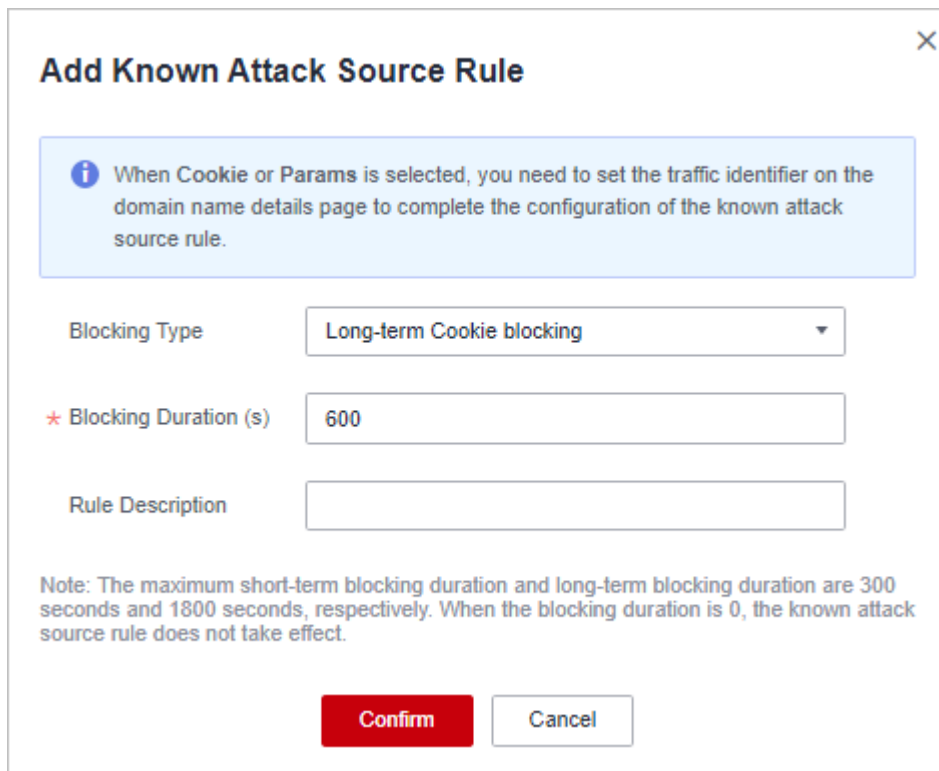 Add Known Attack Source Rule
When Cookie or Params is selected, you need to set the traffic identifier on the
domain name details page to complete the configuration of the known attack
source rule.
Blocking Type
Long-term Cookie blocking
* Blocking Duration (s)
600
Rule Description
Note: The maximum short-term blocking duration and long-term blocking duration are 300
seconds and 1800 seconds, respectively. When the blocking duration is 0, the known attack
source rule does not take effect.
Confirm
Cancel